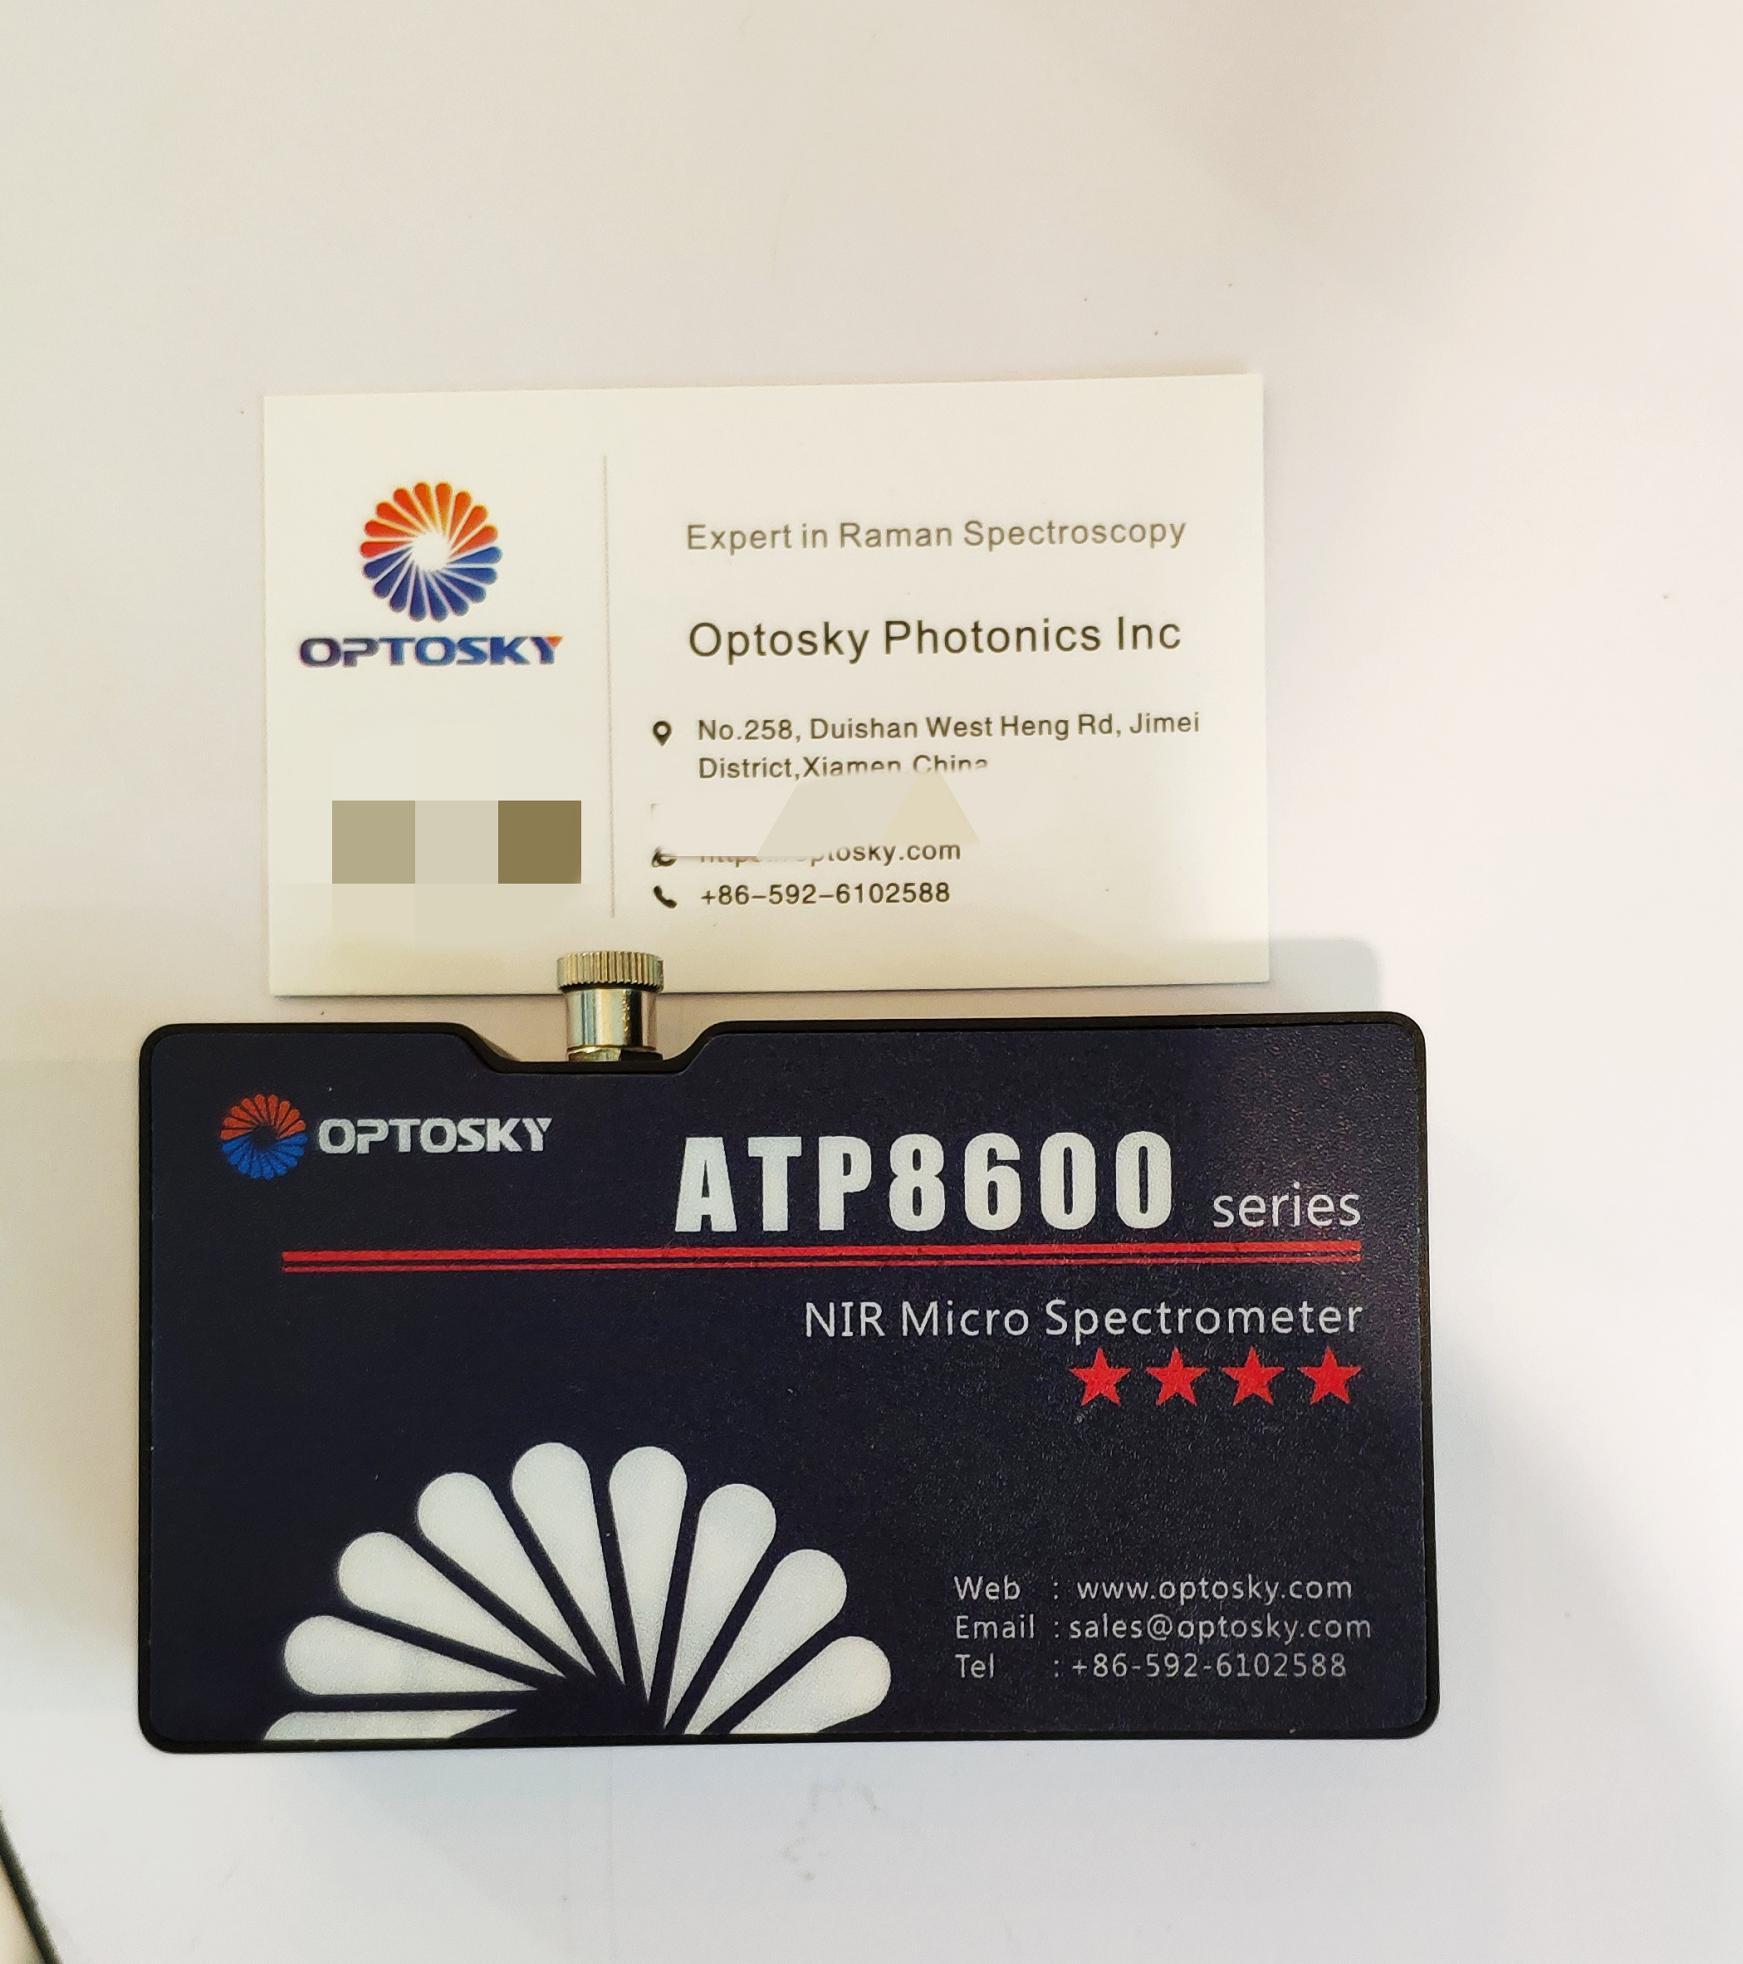 OPTOSKY
Expert in Raman Spectroscopy
Optosky Photonics Inc
No.258, Duishan West Heng Rd, Jimei
District,Xiamen China
optosky.com
+86-592-6102588
OPTOSKY
ATP8600 series
NIR Micro Spectrometer
Web : www.optosky.com
Email : sales@optosky.com
Tel : +86-592-6102588